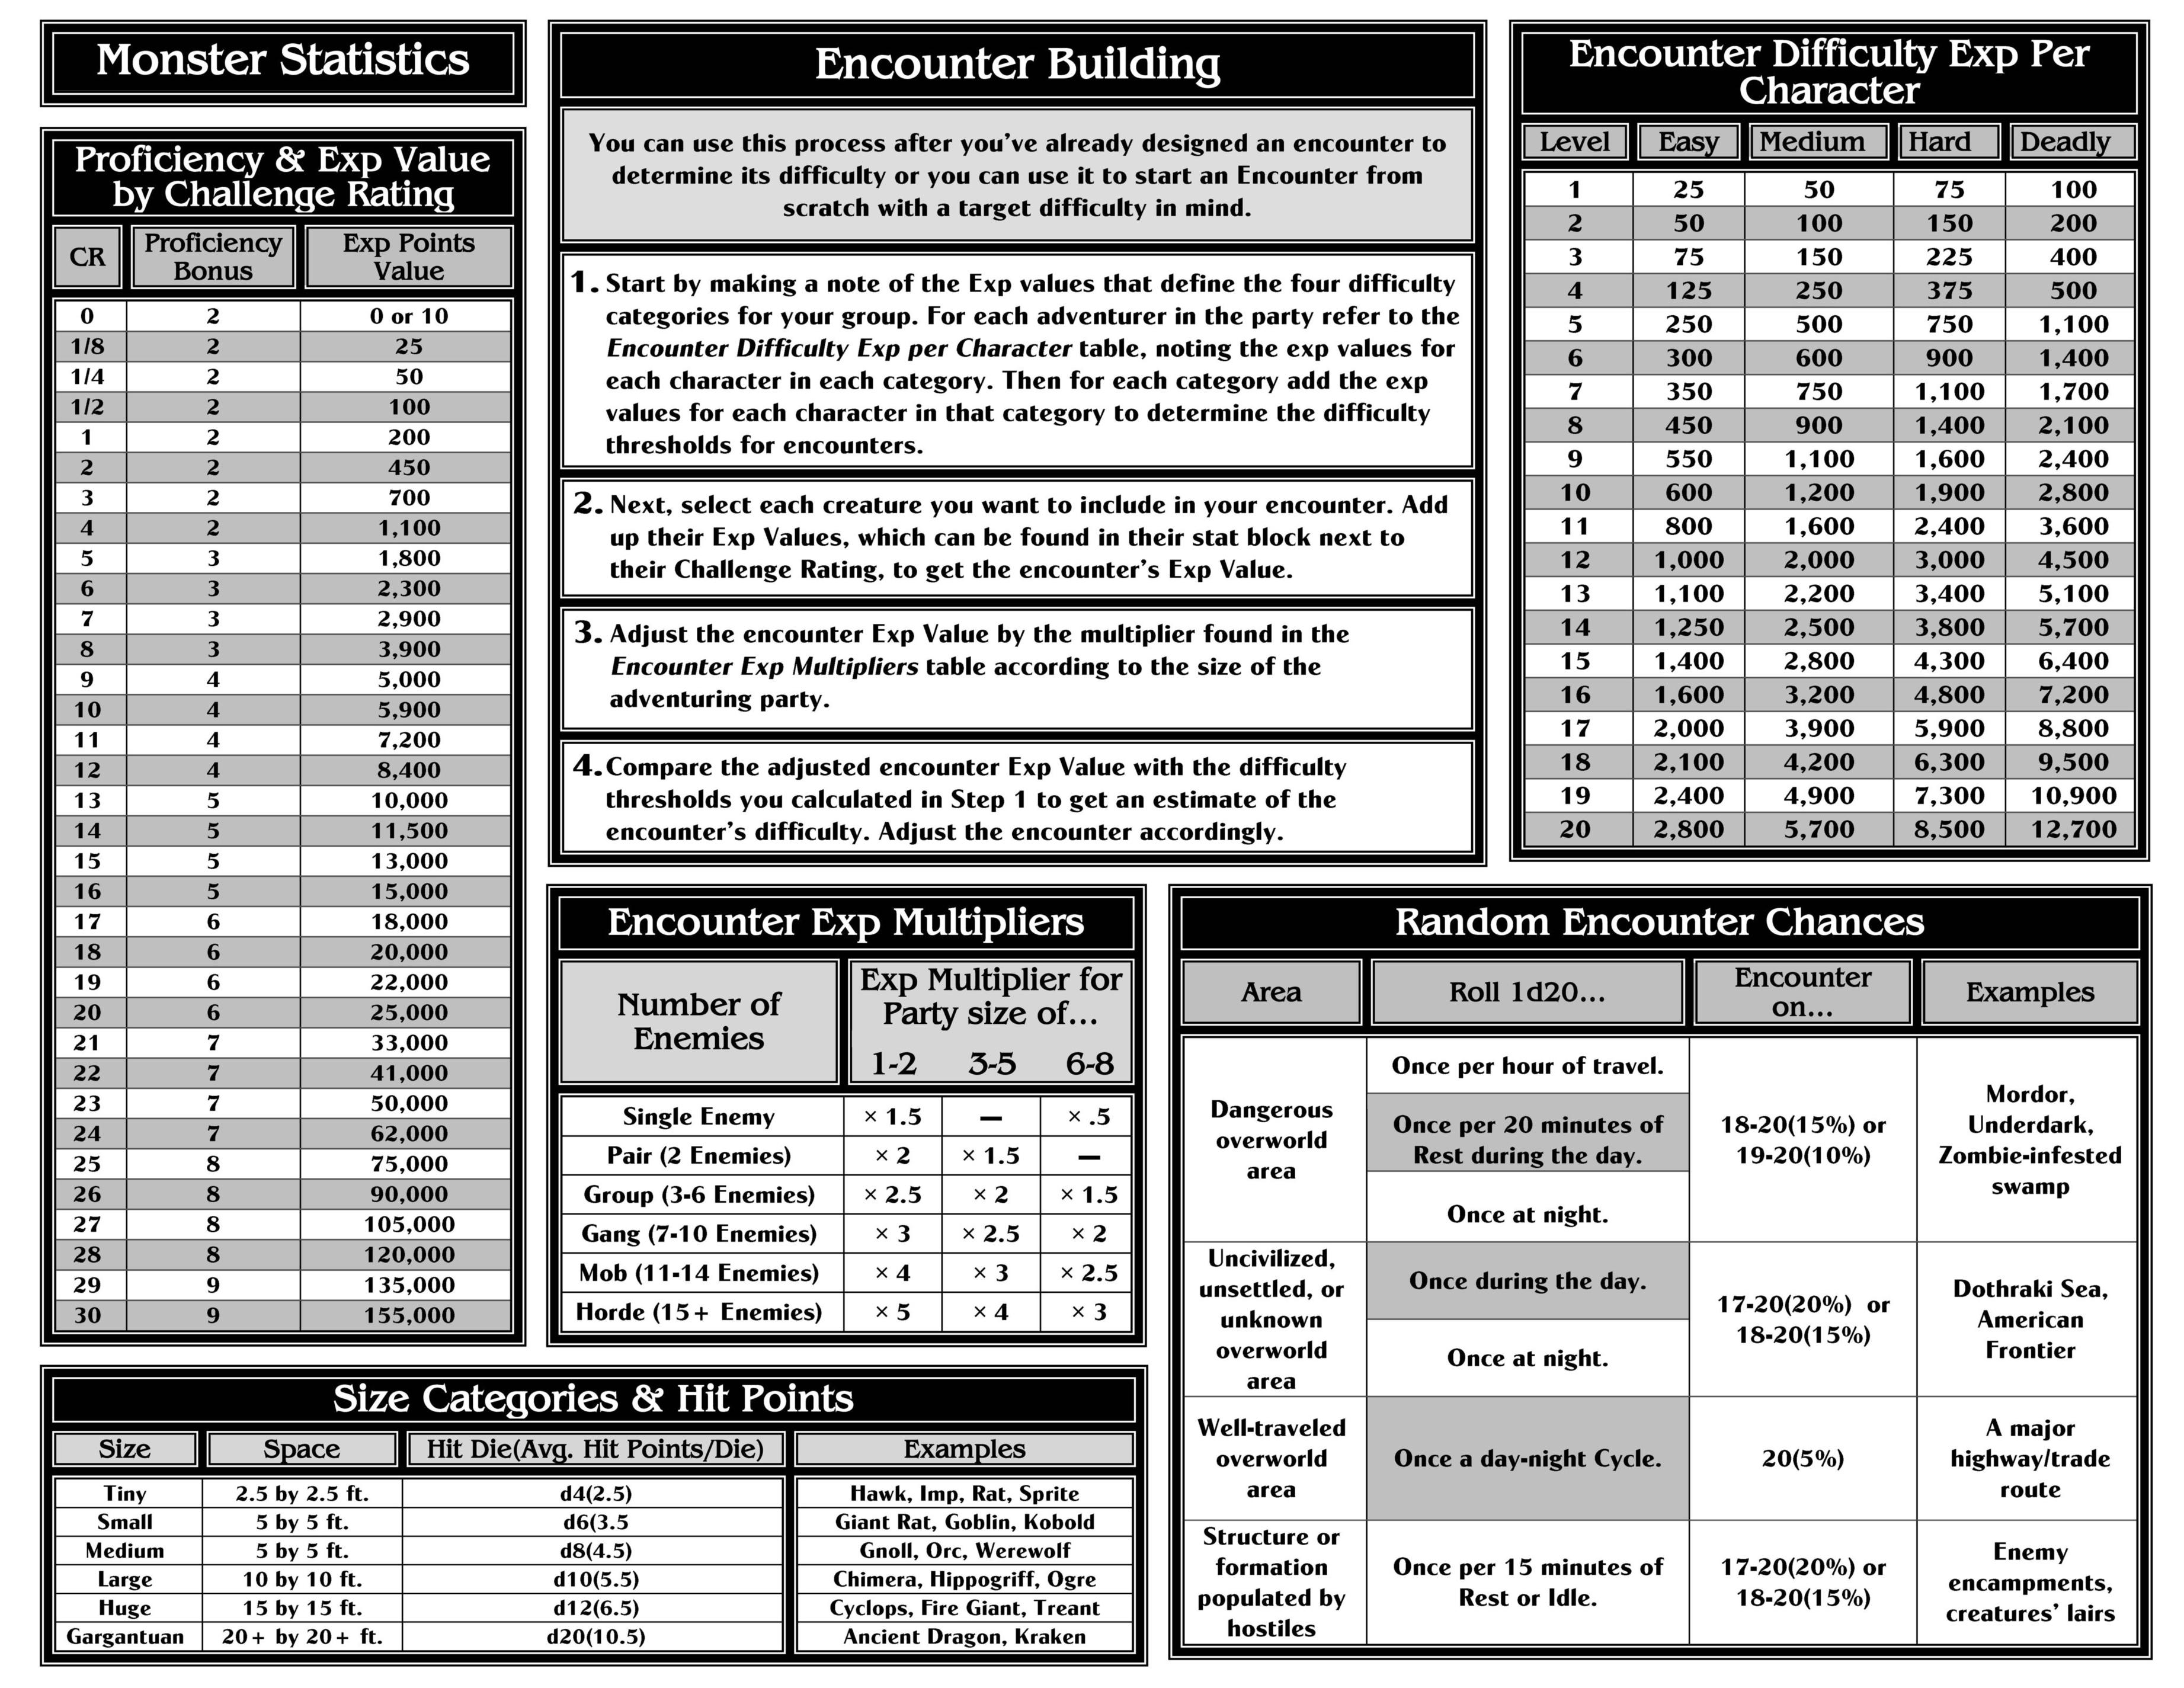 Monster Statistics
Proficiency & Exp Value
by Challenge Rating
CR Proficiency Bonus Exp Points Value
0 2 0 or 10
1/8 2 25
1/4 2 50
1/2 2 100
1 2 200
2 2 450
3 2 700
4 2 1,100
5 3 1,800
6 3 2,300
7 3 2,900
8 3 3,900
9 4 5,000
10 4 5,900
11 4 7,200
12 4 8,400
13 5 10,000
14 5 11,500
15 5 13,000
16 5 15,000
17 6 18,000
18 6 20,000
19 6 22,000
20 6 25,000
21 7 33,000
22 7 41,000
23 7 50,000
24 7 62,000
25 8 75,000
26 8 90,000
27 8 105,000
28 8 120,000
29 9 135,000
30 9 155,000
Encounter Building
You can use this process after you've already designed an encounter to
determine its difficulty or you can use it to start an Encounter from
scratch with a target difficulty in mind.
1. Start by making a note of the Exp values that define the four difficulty
categories for your group. For each adventurer in the party refer to the
Encounter Difficulty Exp per Character table, noting the exp values for
each character in each category. Then for each category add the exp
values for each character in that category to determine the difficulty
thresholds for encounters.
2. Next, select each creature you want to include in your encounter. Add
up their Exp Values, which can be found in their stat block next to
their Challenge Rating, to get the encounter's Exp Value.
3. Adjust the encounter Exp Value by the multiplier found in the
Encounter Exp Multipliers table according to the size of the
adventuring party.
4. Compare the adjusted encounter Exp Value with the difficulty
thresholds you calculated in Step 1 to get an estimate of the
encounter's difficulty. Adjust the encounter accordingly.
Encounter Difficulty Exp Per
Character
Level Easy Medium Hard Deadly
1 25 50 75 100
2 50 100 150 200
3 75 150 225 400
4 125 250 375 500
5 250 500 750 1,100
6 300 600 900 1,400
7 350 750 1,100 1,700
8 450 900 1,400 2,100
9 550 1,100 1,600 2,400
10 600 1,200 1,900 2,800
11 800 1,600 2,400 3,600
12 1,000 2,000 3,000 4,500
13 1,100 2,200 3,400 5,100
14 1,250 2,500 3,800 5,700
15 1,400 2,800 4,300 6,400
16 1,600 3,200 4,800 7,200
17 2,000 3,900 5,900 8,800
18 2,100 4,200 6,300 9,500
19 2,400 4,900 7,300 10,900
20 2,800 5,700 8,500 12,700
Encounter Exp Multipliers
Number of
Enemies
Exp Multiplier for
Party size of...
1-2 3-5 6-8
Single Enemy × 1.5 — × .5
Pair (2 Enemies) × 2 × 1.5 —
Group (3-6 Enemies) × 2.5 × 2 × 1.5
Gang (7-10 Enemies) × 3 × 2.5 × 2
Mob (11-14 Enemies) × 4 × 3 × 2.5
Horde (15+ Enemies) × 5 × 4 × 3
Random Encounter Chances
Area Roll 1d20... Encounter on... Examples
Dangerous
overworld
area
Once per hour of travel.
Once per 20 minutes of
Rest during the day.
Once at night.
18-20(15%) or
19-20(10%)
Mordor,
Underdark,
Zombie-infested
swamp
Uncivilized,
unsettled, or
unknown
overworld
area
Once during the day.
Once at night.
17-20(20%) or
18-20(15%)
Dothraki Sea,
American
Frontier
Well-traveled
overworld
area
Once a day-night Cycle.
20(5%)
A major
highway/trade
route
Structure or
formation
populated by
hostiles
Once per 15 minutes of
Rest or Idle.
17-20(20%) or
18-20(15%)
Enemy
encampments,
creatures' lairs
Size Categories & Hit Points
Size Space Hit Die(Avg. Hit Points/Die) Examples
Tiny 2.5 by 2.5 ft. d4(2.5) Hawk, Imp, Rat, Sprite
Small 5 by 5 ft. d6(3.5 Giant Rat, Goblin, Kobold
Medium 5 by 5 ft. d8(4.5) Gnoll, Orc, Werewolf
Large 10 by 10 ft. d10(5.5) Chimera, Hippogriff, Ogre
Huge 15 by 15 ft. d12(6.5) Cyclops, Fire Giant, Treant
Gargantuan 20+ by 20+ ft. d20(10.5) Ancient Dragon, Kraken